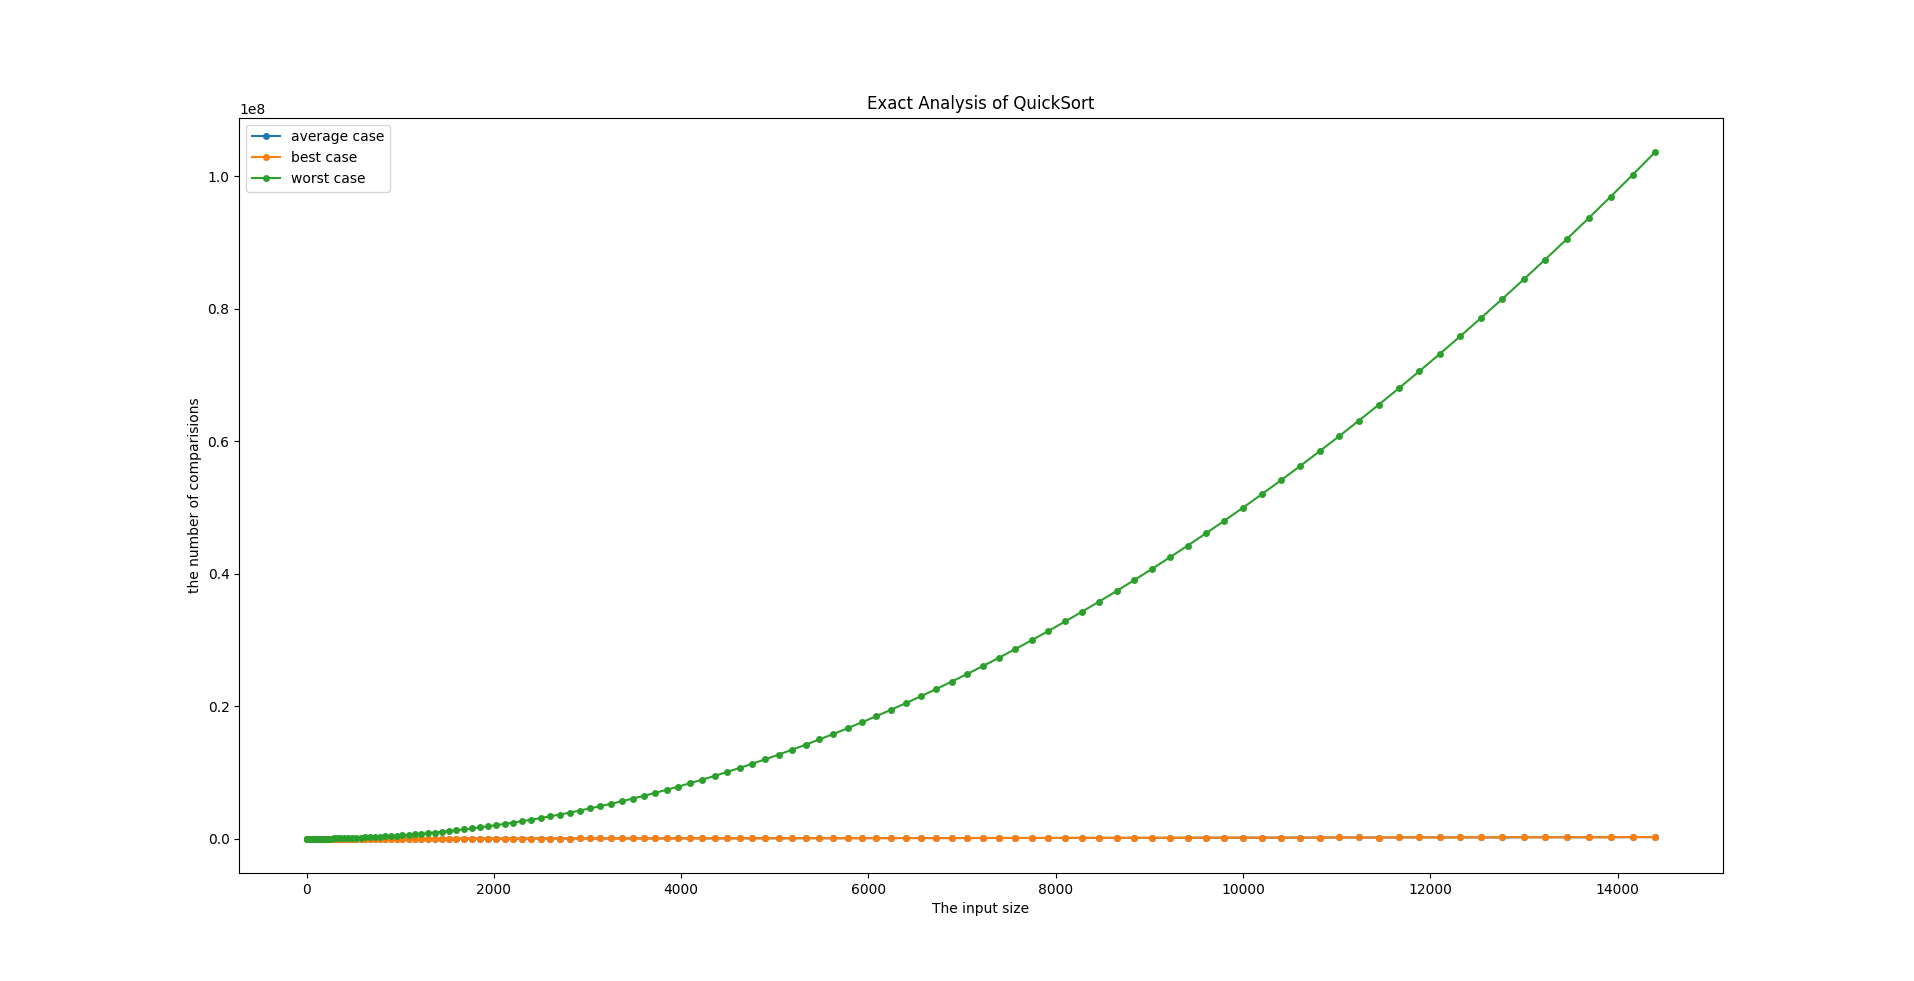 Exact Analysis of QuickSort
1e8
average case
best case
worst case
1.0
0.8
0.6
0.4
0.2
0.0
the number of comparisions
0 2000 4000 6000 8000 10000 12000 14000
The input size